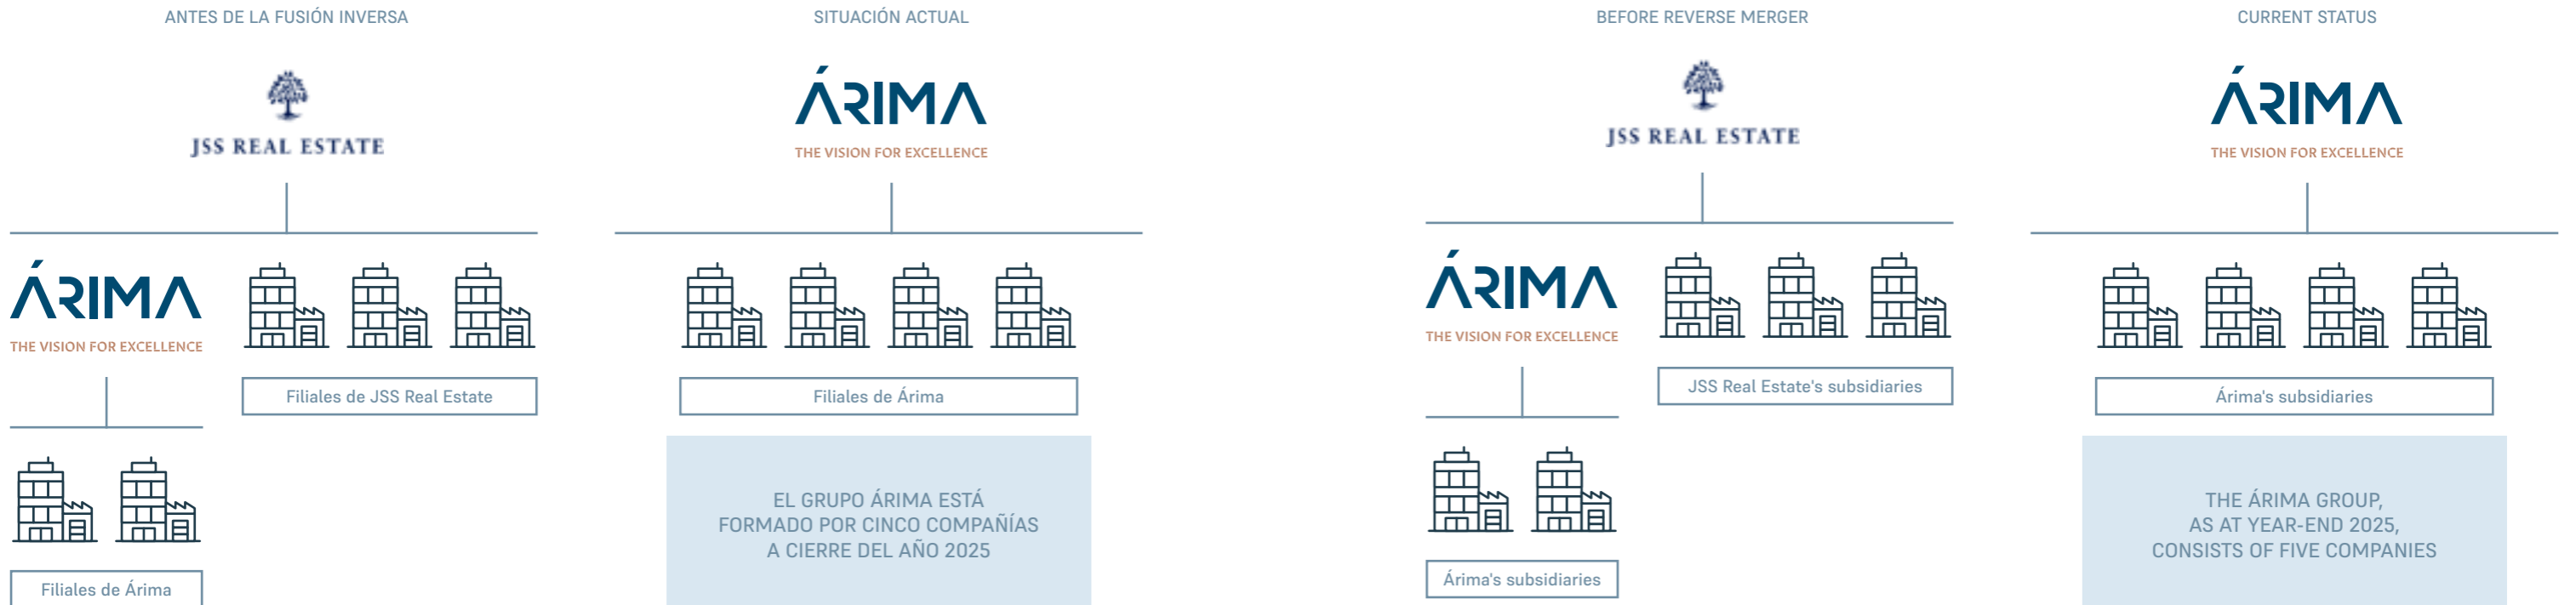 ANTES DE LA FUSIÓN INVERSA
JSS REAL ESTATE
ÁRIMA
THE VISION FOR EXCELLENCE
Filiales de JSS Real Estate
Filiales de Árima
SITUACIÓN ACTUAL
ÁRIMA
THE VISION FOR EXCELLENCE
Filiales de Árima
EL GRUPO ÁRIMA ESTÁ
FORMADO POR CINCO COMPAÑÍAS
A CIERRE DEL AÑO 2025
BEFORE REVERSE MERGER
JSS REAL ESTATE
ÁRIMA
THE VISION FOR EXCELLENCE
JSS Real Estate's subsidiaries
Árima's subsidiaries
CURRENT STATUS
ÁRIMA
THE VISION FOR EXCELLENCE
Árima's subsidiaries
THE ÁRIMA GROUP,
AS AT YEAR-END 2025,
CONSISTS OF FIVE COMPANIES